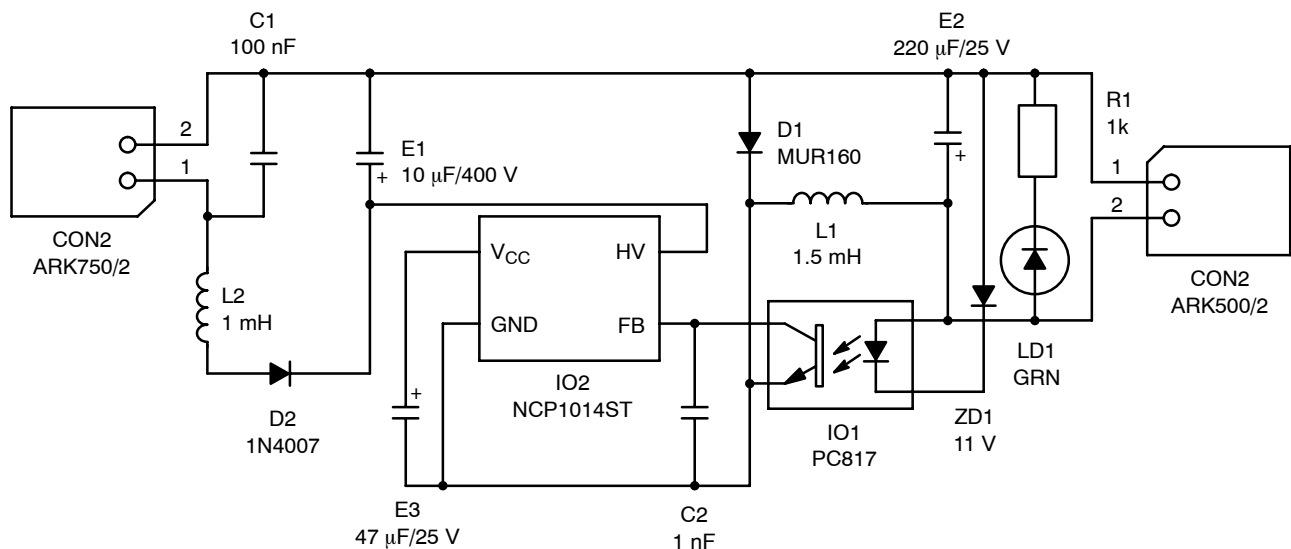 C1
100 nF
E2
220 μF/25 V
2
1
CON2
ARK750/2
E1
+
10 μF/400 V
D1
MUR160
+
R1
1k
1
2
CON2
ARK500/2
L1
1.5 mH
VCC
HV
GND
FB
IO2
NCP1014ST
L2
1 mH
D2
1N4007
+
E3
47 μF/25 V
C2
1 nF
IO1
PC817
ZD1
11 V
LD1
GRN